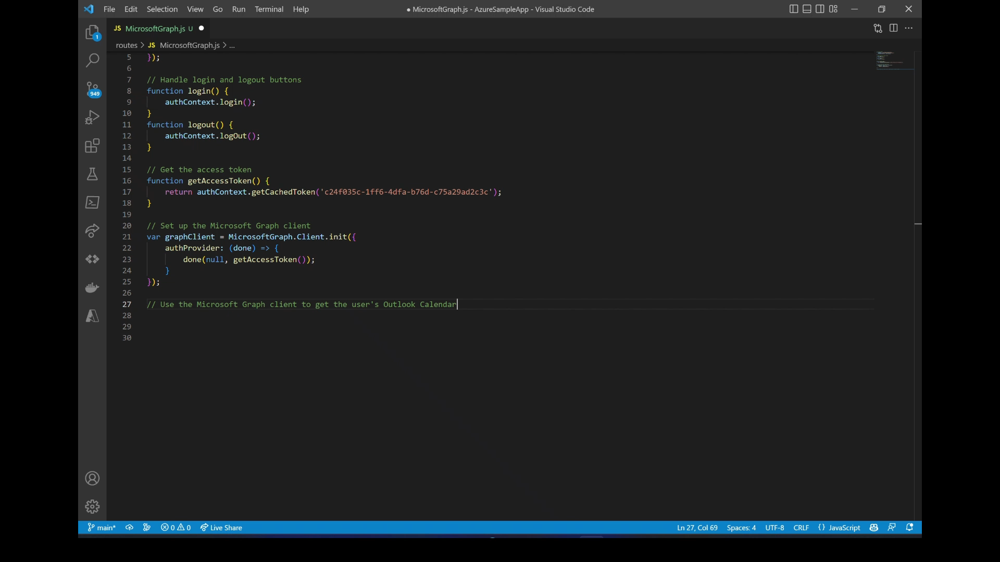 File Edit Selection View Go Run Terminal Help ● MicrosoftGraph.js - AzureSampleApp - Visual Studio Code
1
949
JS MicrosoftGraph.js U
routes > JS MicrosoftGraph.js > ...
5 });
6
7 // Handle login and logout buttons
8 function login() {
9 authContext.login();
10 }
11 function logout() {
12 authContext.logOut();
13 }
14
15 // Get the access token
16 function getAccessToken() {
17 return authContext.getCachedToken('c24f035c-1ff6-4dfa-b76d-c75a29ad2c3c');
18 }
19
20 // Set up the Microsoft Graph client
21 var graphClient = MicrosoftGraph.Client.init({
22 authProvider: (done) => {
23 done(null, getAccessToken());
24 }
25 });
26
27 // Use the Microsoft Graph client to get the user's Outlook Calendar
28
29
30
main* 0 0 Live Share Ln 27, Col 69 Spaces: 4 UTF-8 CRLF {} JavaScript